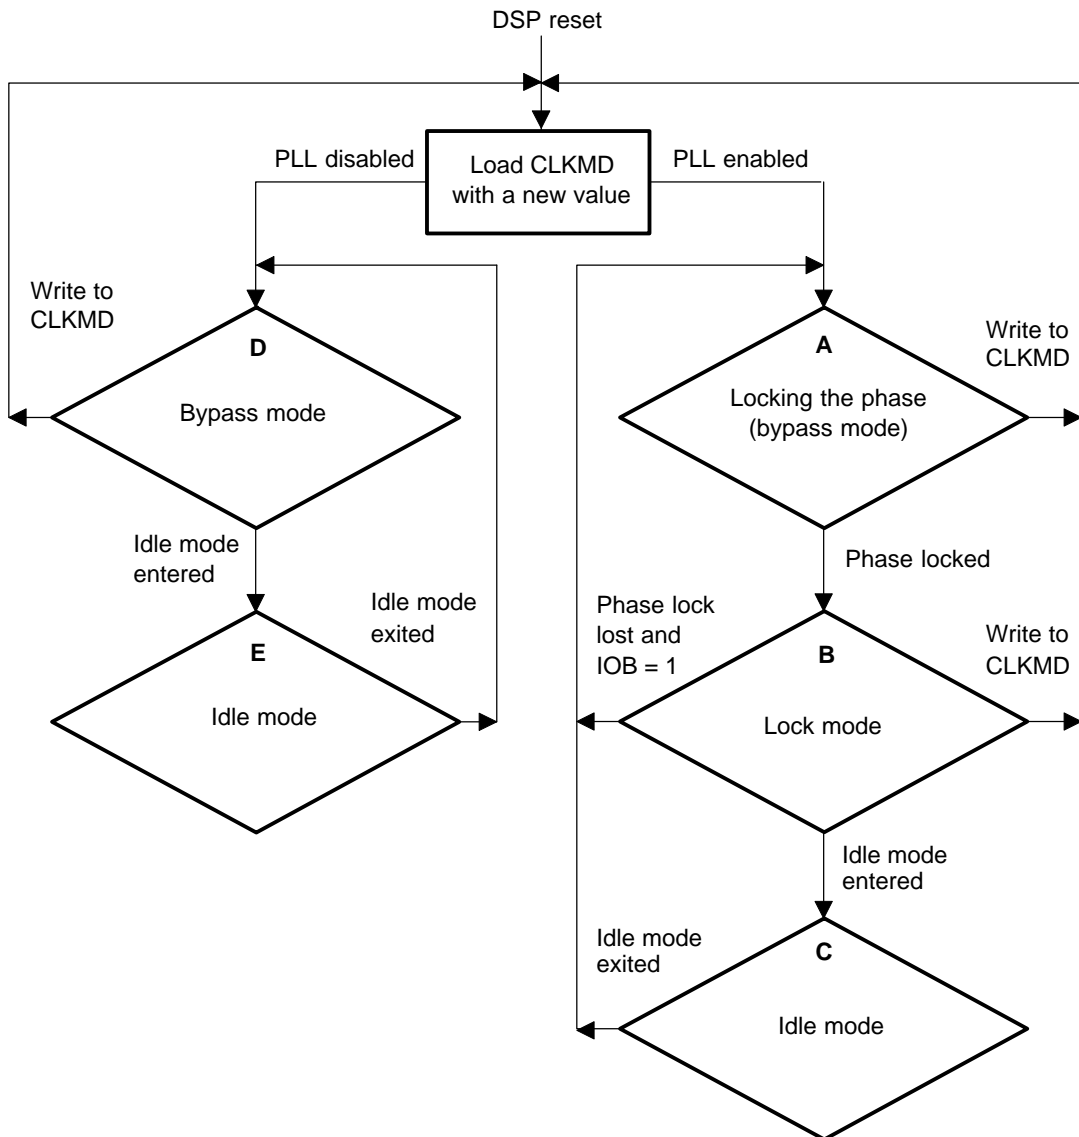 DSP reset
PLL disabled
Load CLKMD
with a new value
PLL enabled
Write to
CLKMD
D
Bypass mode
A
Locking the phase
(bypass mode)
Write to
CLKMD
Idle mode
entered
Phase locked
Idle mode
exited
E
Idle mode
Phase lock
lost and
IOB = 1
B
Lock mode
Write to
CLKMD
Idle mode
entered
Idle mode
exited
C
Idle mode